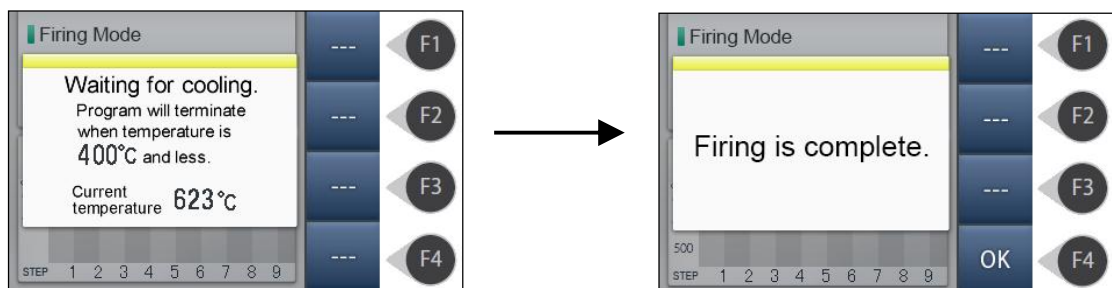 Firing Mode
Waiting for cooling.
Program will terminate
when temperature is
400°C and less.
Current
temperature 623°C
STEP 1 2 3 4 5 6 7 8 9
---
---
---
---
F1
F2
F3
F4
Firing Mode
Firing is complete.
500
STEP 1 2 3 4 5 6 7 8 9
---
---
---
OK
F1
F2
F3
F4